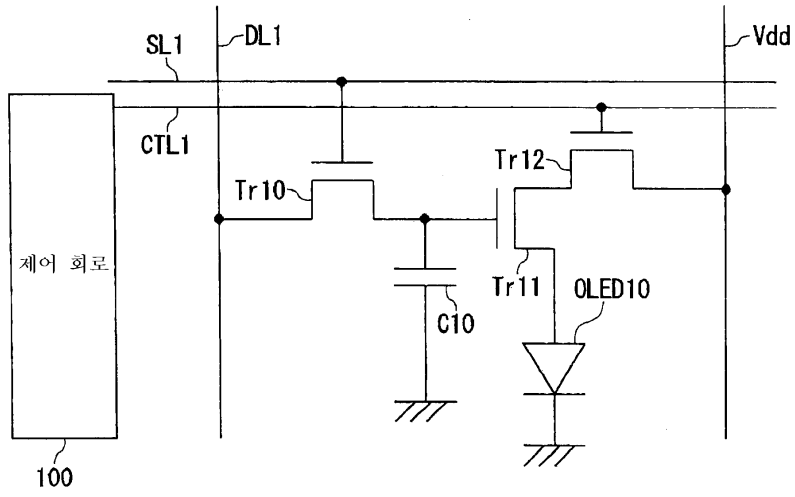 SL1
DL1
Vdd
CTL1
Tr12
Tr10
제어 회로
Tr11
OLED10
C10
100